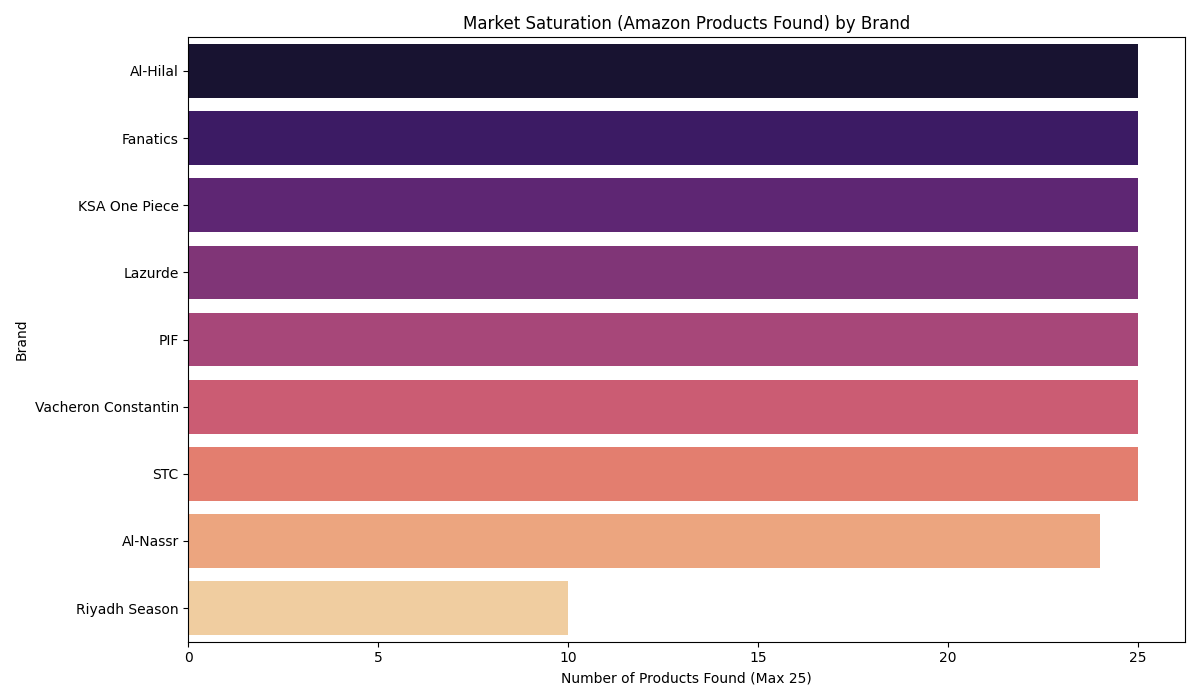 Market Saturation (Amazon Products Found) by Brand
Brand
Al-Hilal
Fanatics
KSA One Piece
Lazurde
PIF
Vacheron Constantin
STC
Al-Nassr
Riyadh Season
0 5 10 15 20 25
Number of Products Found (Max 25)